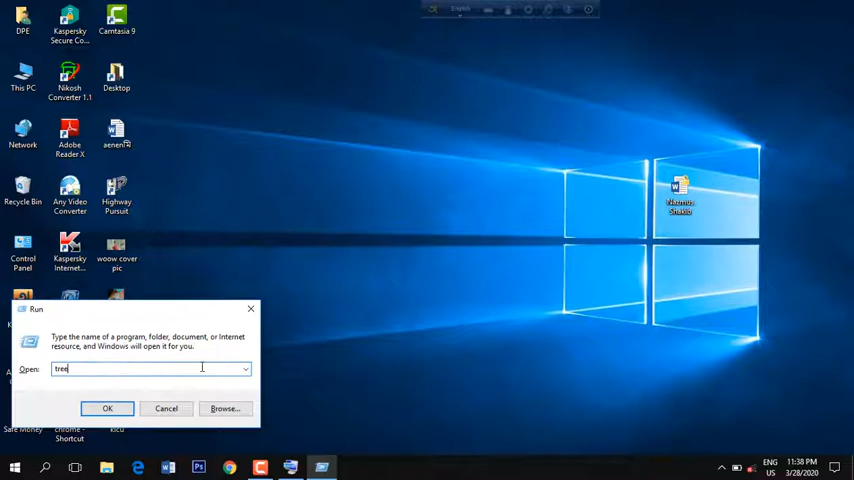 English
DPE
Kaspersky
Secure Co...
Camtasia 9
This PC
Nikosh
Converter 1.1
Desktop
Network
Adobe
Reader X
Recycle Bin
Any Video
Converter
Highway
Pursuit
Nazmus
Shakib
Control
Panel
Kaspersky
Internet...
woow cover
pic
Run
Type the name of a program, folder, document, or Internet
resource, and Windows will open it for you.
Open:
tree
OK
Cancel
Browse...
Safe Money
chrome -
Shortcut
ENG
US
11:38 PM
3/28/2020